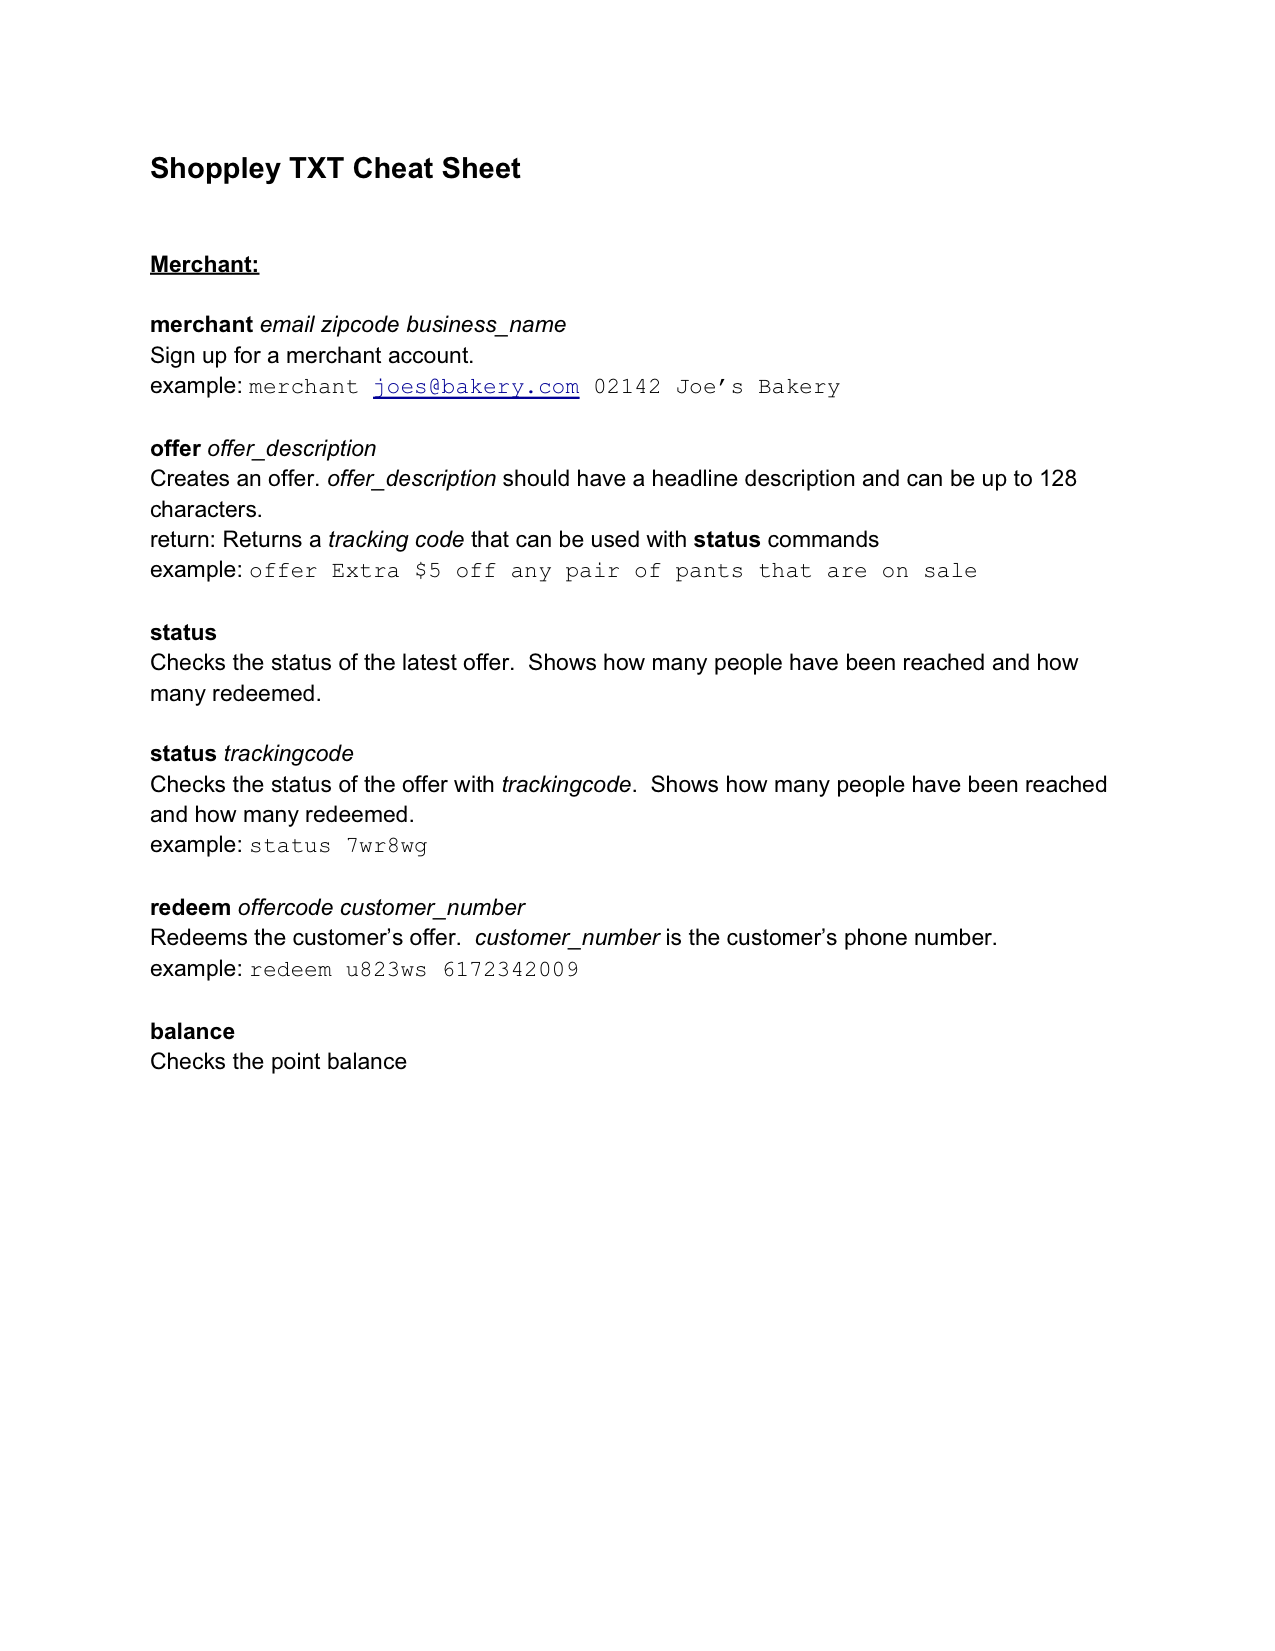 Shoppley TXT Cheat Sheet
Merchant:
merchant email zipcode business_name
Sign up for a merchant account.
example: merchant joes@bakery.com 02142 Joe’s Bakery
offer offer_description
Creates an offer. offer_description should have a headline description and can be up to 128
characters.
return: Returns a tracking code that can be used with status commands
example: offer Extra $5 off any pair of pants that are on sale
status
Checks the status of the latest offer.  Shows how many people have been reached and how
many redeemed.
status trackingcode
Checks the status of the offer with trackingcode.  Shows how many people have been reached
and how many redeemed.
example: status 7wr8wg
redeem offercode customer_number
Redeems the customer’s offer.  customer_number is the customer’s phone number.
example: redeem u823ws 6172342009
balance
Checks the point balance